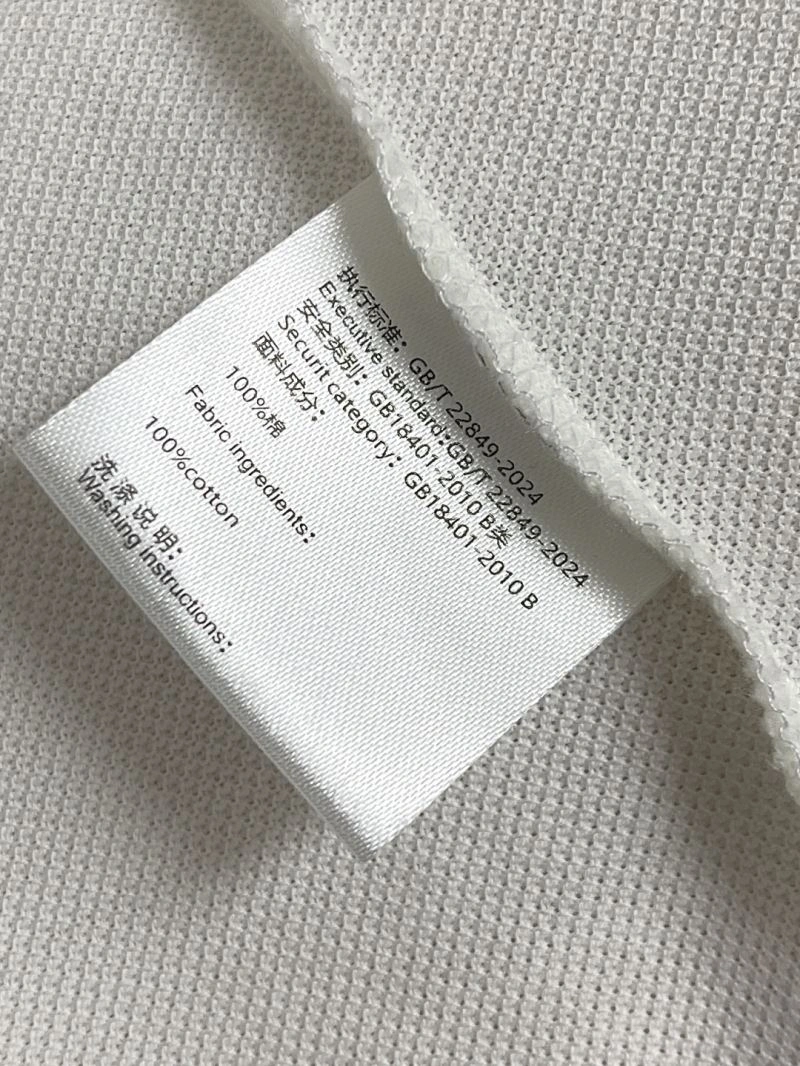 执行标准：GB/T 22849-2024
Executive standard:GB/T 22849-2024
安全类别：GB18401-2010 B类
Securit category：GB18401-2010 B
面料成分：
100%棉
Fabric ingredients：
100%cotton
洗涤说明：
Washing instructions：